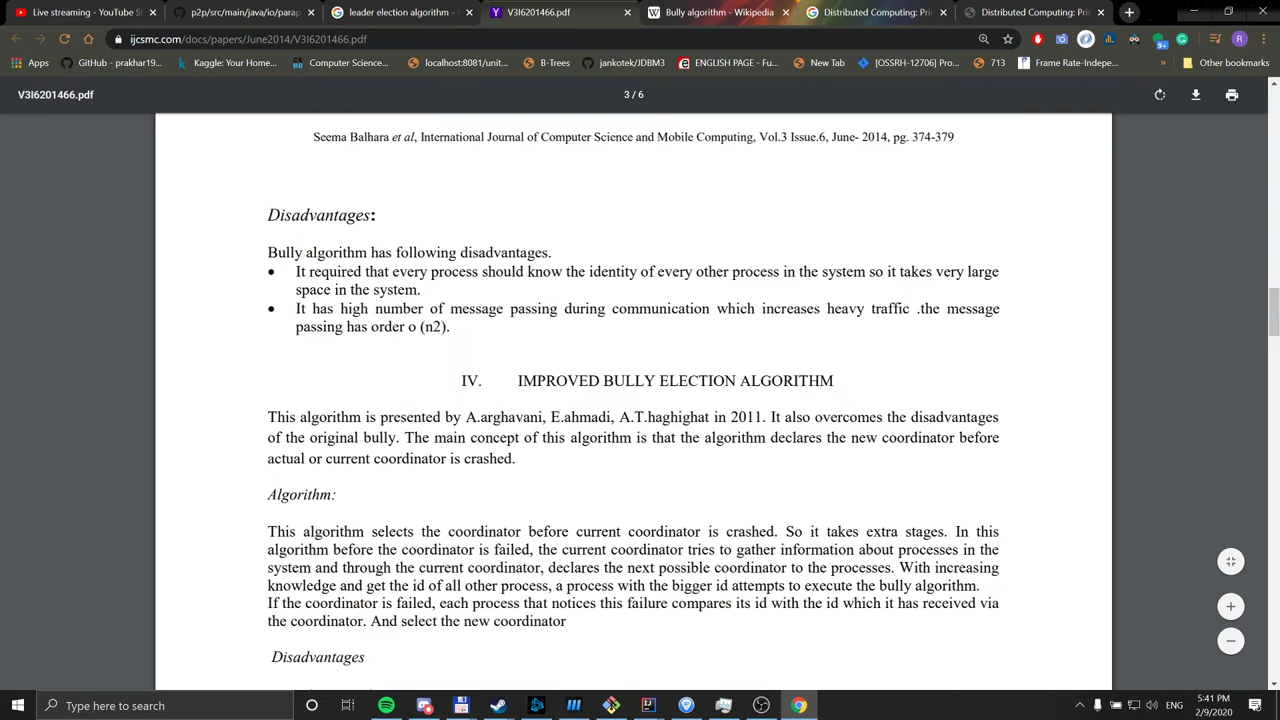 Live streaming - YouTube S
p2p/src/main/java/io/parap
leader election algorithm
V3I6201466.pdf
Bully algorithm - Wikipedia
Distributed Computing: Pri
Distributed Computing: Pri
ijcsmc.com/docs/papers/June2014/V3I6201466.pdf
Apps
GitHub - prakhar19...
Kaggle: Your Home...
Computer Science...
localhost:8081/unit...
B-Trees
jankotek/JDBM3
ENGLISH PAGE - Fu...
New Tab
[OSSRH-12706] Pro...
713
Frame Rate-Indepe...
»
Other bookmarks
V3I6201466.pdf
3 / 6
Seema Balhara et al, International Journal of Computer Science and Mobile Computing, Vol.3 Issue.6, June- 2014, pg. 374-379
Disadvantages:
Bully algorithm has following disadvantages.
• It required that every process should know the identity of every other process in the system so it takes very large
space in the system.
• It has high number of message passing during communication which increases heavy traffic .the message
passing has order o (n2).
IV. IMPROVED BULLY ELECTION ALGORITHM
This algorithm is presented by A.arghavani, E.ahmadi, A.T.haghighat in 2011. It also overcomes the disadvantages
of the original bully. The main concept of this algorithm is that the algorithm declares the new coordinator before
actual or current coordinator is crashed.
Algorithm:
This algorithm selects the coordinator before current coordinator is crashed. So it takes extra stages. In this
algorithm before the coordinator is failed, the current coordinator tries to gather information about processes in the
system and through the current coordinator, declares the next possible coordinator to the processes. With increasing
knowledge and get the id of all other process, a process with the bigger id attempts to execute the bully algorithm.
If the coordinator is failed, each process that notices this failure compares its id with the id which it has received via
the coordinator. And select the new coordinator
Disadvantages
Type here to search
ENG
5:41 PM
2/9/2020